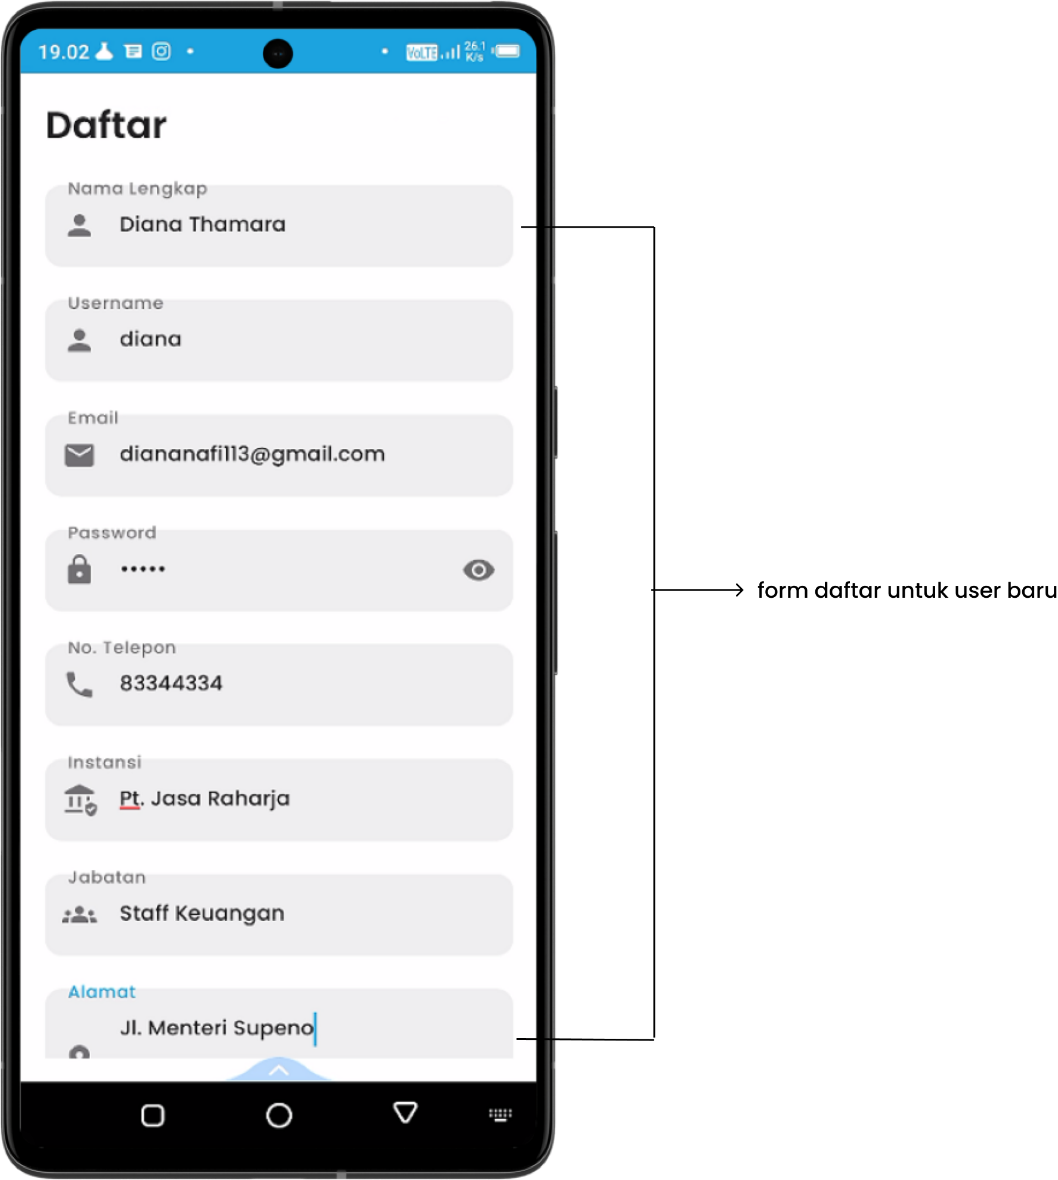 19.02
VoLTE 26.1 K/s
Daftar
Nama Lengkap
Diana Thamara
Username
diana
Email
diananafi113@gmail.com
Password
•••••
No. Telepon
83344334
Instansi
Pt. Jasa Raharja
Jabatan
Staff Keuangan
Alamat
Jl. Menteri Supeno
form daftar untuk user baru